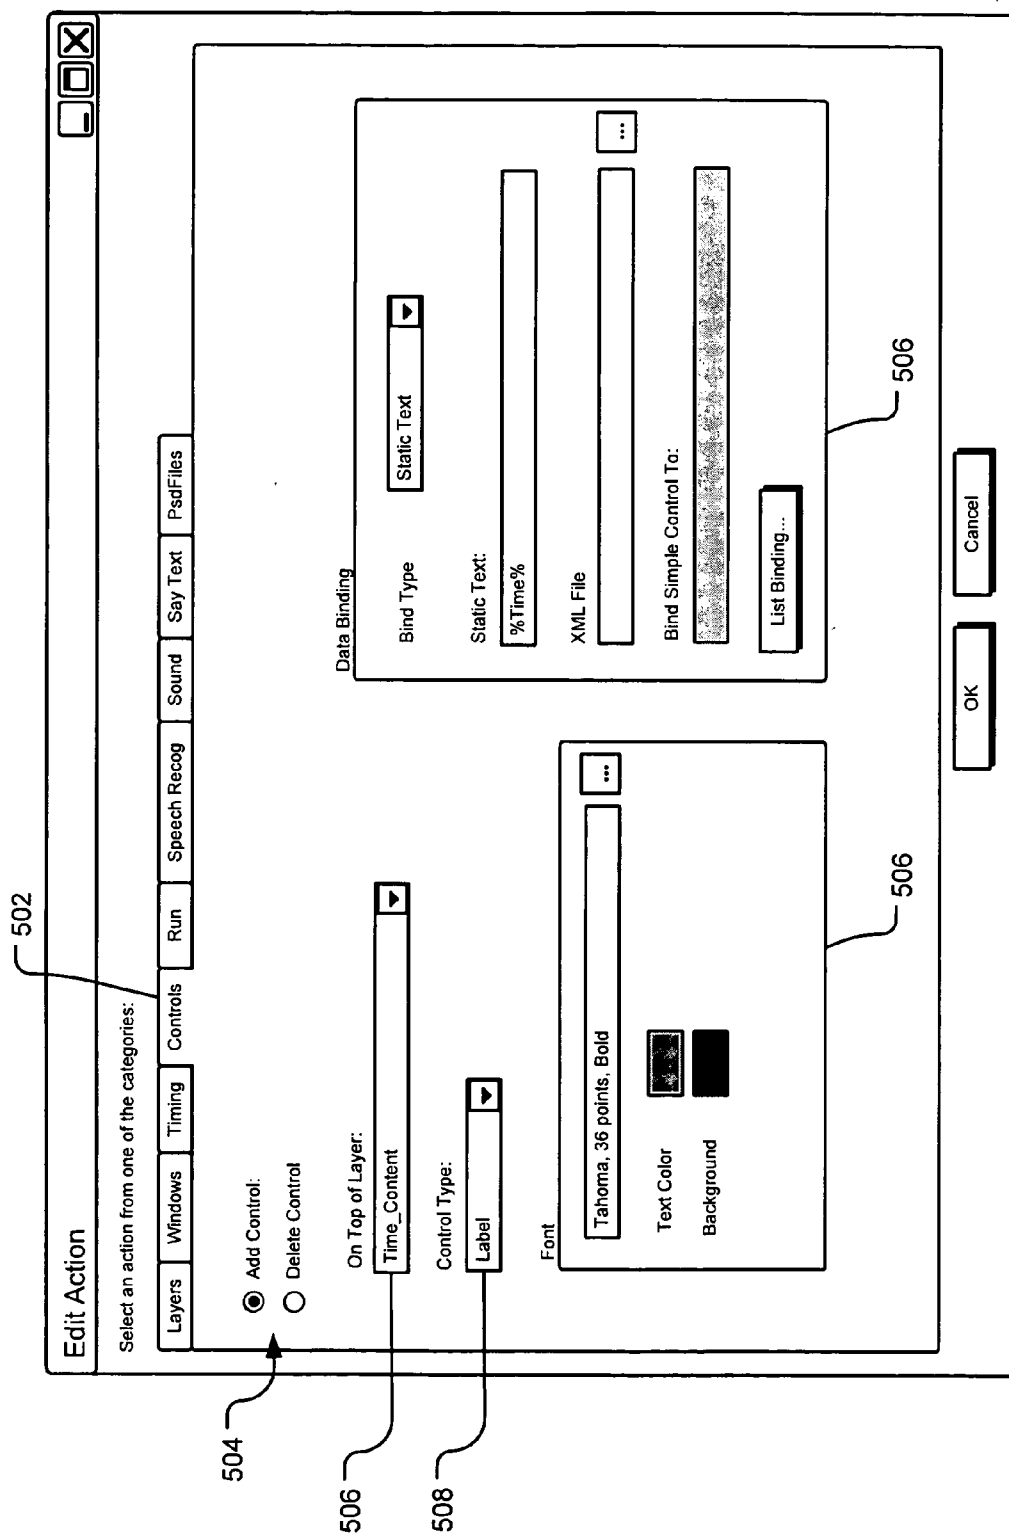 Edit Action
Select an action from one of the categories:
Layers
Windows
Timing
Controls
Run
Speech Recog
Sound
Say Text
PsdFiles
502
504
Add Control:
Delete Control
On Top of Layer:
Time_Content
506
Control Type:
Label
508
Font
Tahoma, 36 points, Bold
...
Text Color
Background
506
Data Binding
Bind Type
Static Text
Static Text:
%Time%
XML File
...
Bind Simple Control To:
List Binding...
506
OK
Cancel